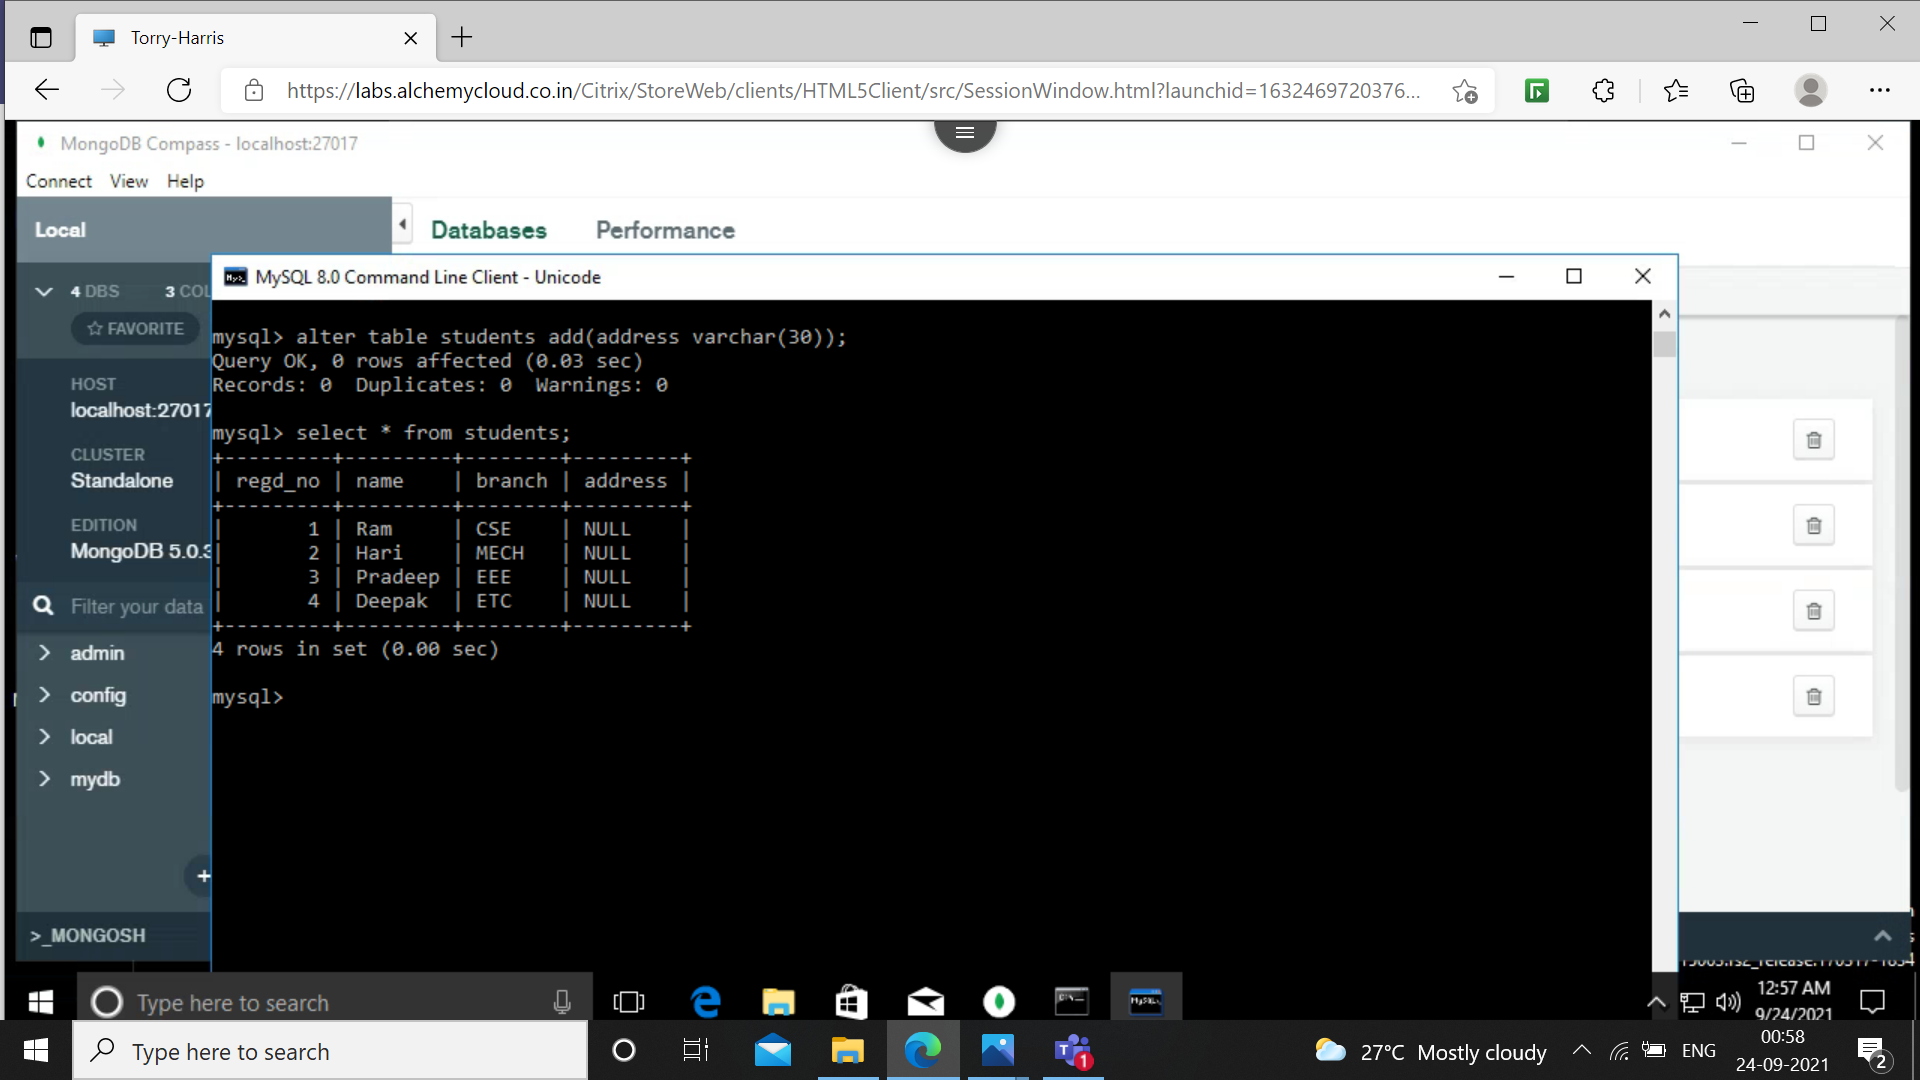 Torry-Harris
https://labs.alchemycloud.co.in/Citrix/StoreWeb/clients/HTML5Client/src/SessionWindow.html?launchid=1632469720376...
MongoDB Compass - localhost:27017
Connect View Help
Local
Databases Performance
4 DBS 3 COL
FAVORITE
HOST
localhost:27017
CLUSTER
Standalone
EDITION
MongoDB 5.0.3
Filter your data
admin
config
local
mydb
>_MONGOSH
MySQL 8.0 Command Line Client - Unicode
mysql> alter table students add(address varchar(30));
Query OK, 0 rows affected (0.03 sec)
Records: 0  Duplicates: 0  Warnings: 0
mysql> select * from students;
+---------+---------+--------+---------+
| regd_no | name    | branch | address |
+---------+---------+--------+---------+
|       1 | Ram     | CSE    | NULL    |
|       2 | Hari    | MECH   | NULL    |
|       3 | Pradeep | EEE    | NULL    |
|       4 | Deepak  | ETC    | NULL    |
+---------+---------+--------+---------+
4 rows in set (0.00 sec)
mysql>
Type here to search
12:57 AM
9/24/2021
Type here to search
27°C Mostly cloudy
ENG
00:58
24-09-2021
1
2